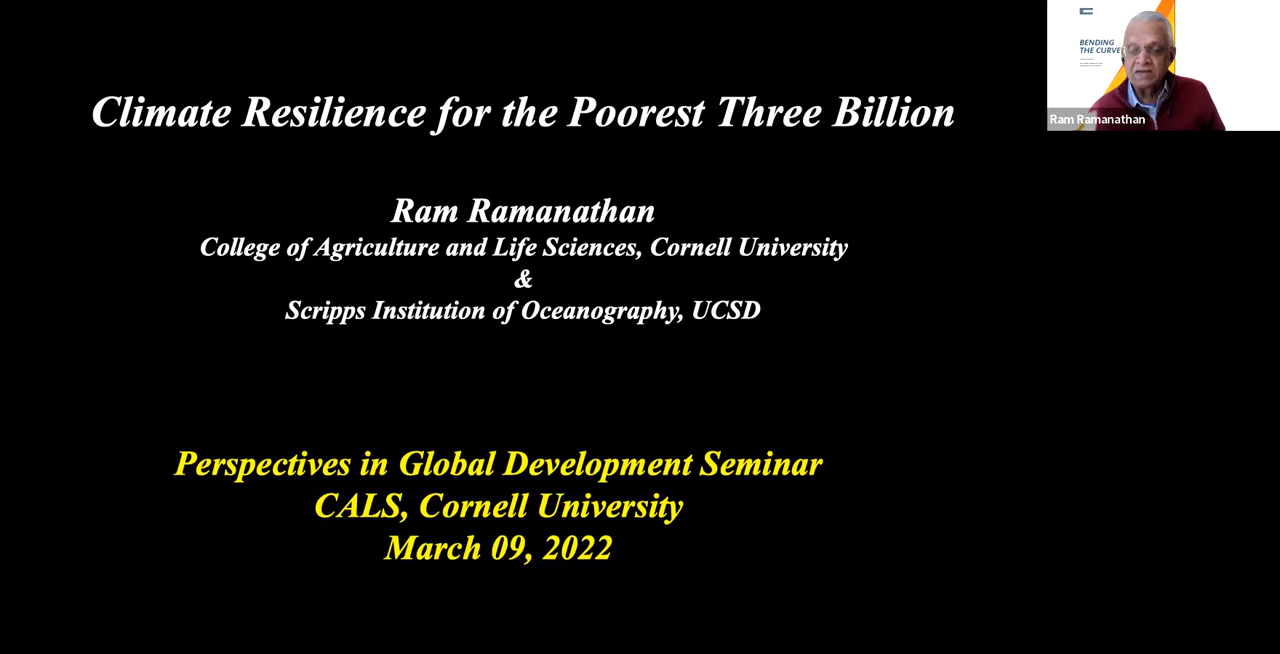 Climate Resilience for the Poorest Three Billion
Ram Ramanathan
College of Agriculture and Life Sciences, Cornell University
&
Scripps Institution of Oceanography, UCSD
Perspectives in Global Development Seminar
CALS, Cornell University
March 09, 2022
BENDING
THE CURVE
Ram Ramanathan